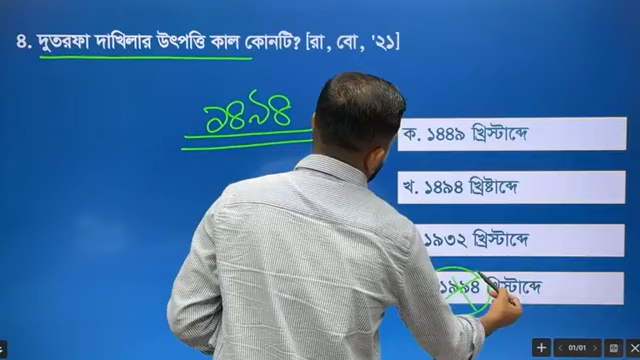 ৪. দুতরফা দাখিলার উৎপত্তি কাল কোনটি? [রা, বো, '২১]
১৪৯৪
ক. ১৪৪৯ খ্রিস্টাব্দে
খ. ১৪৯৪ খ্রিষ্টাব্দে
১৯৩২ খ্রিস্টাব্দে
১৯৯৪ খ্রিস্টাব্দে
01/01